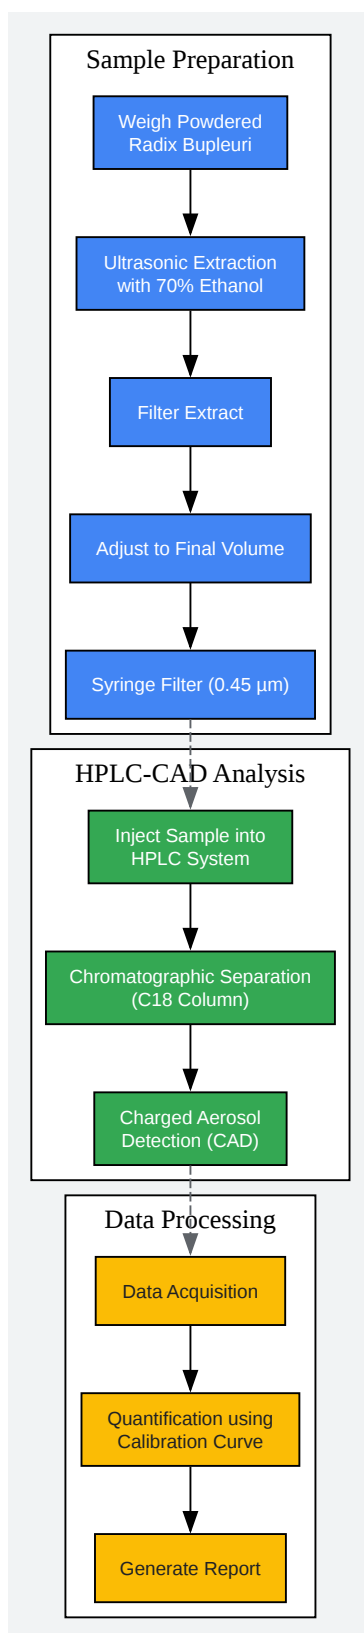 Sample Preparation
Weigh Powdered
Radix Bupleuri
Ultrasonic Extraction
with 70% Ethanol
Filter Extract
Adjust to Final Volume
Syringe Filter (0.45 µm)
HPLC-CAD Analysis
Inject Sample into
HPLC System
Chromatographic Separation
(C18 Column)
Charged Aerosol
Detection (CAD)
Data Processing
Data Acquisition
Quantification using
Calibration Curve
Generate Report